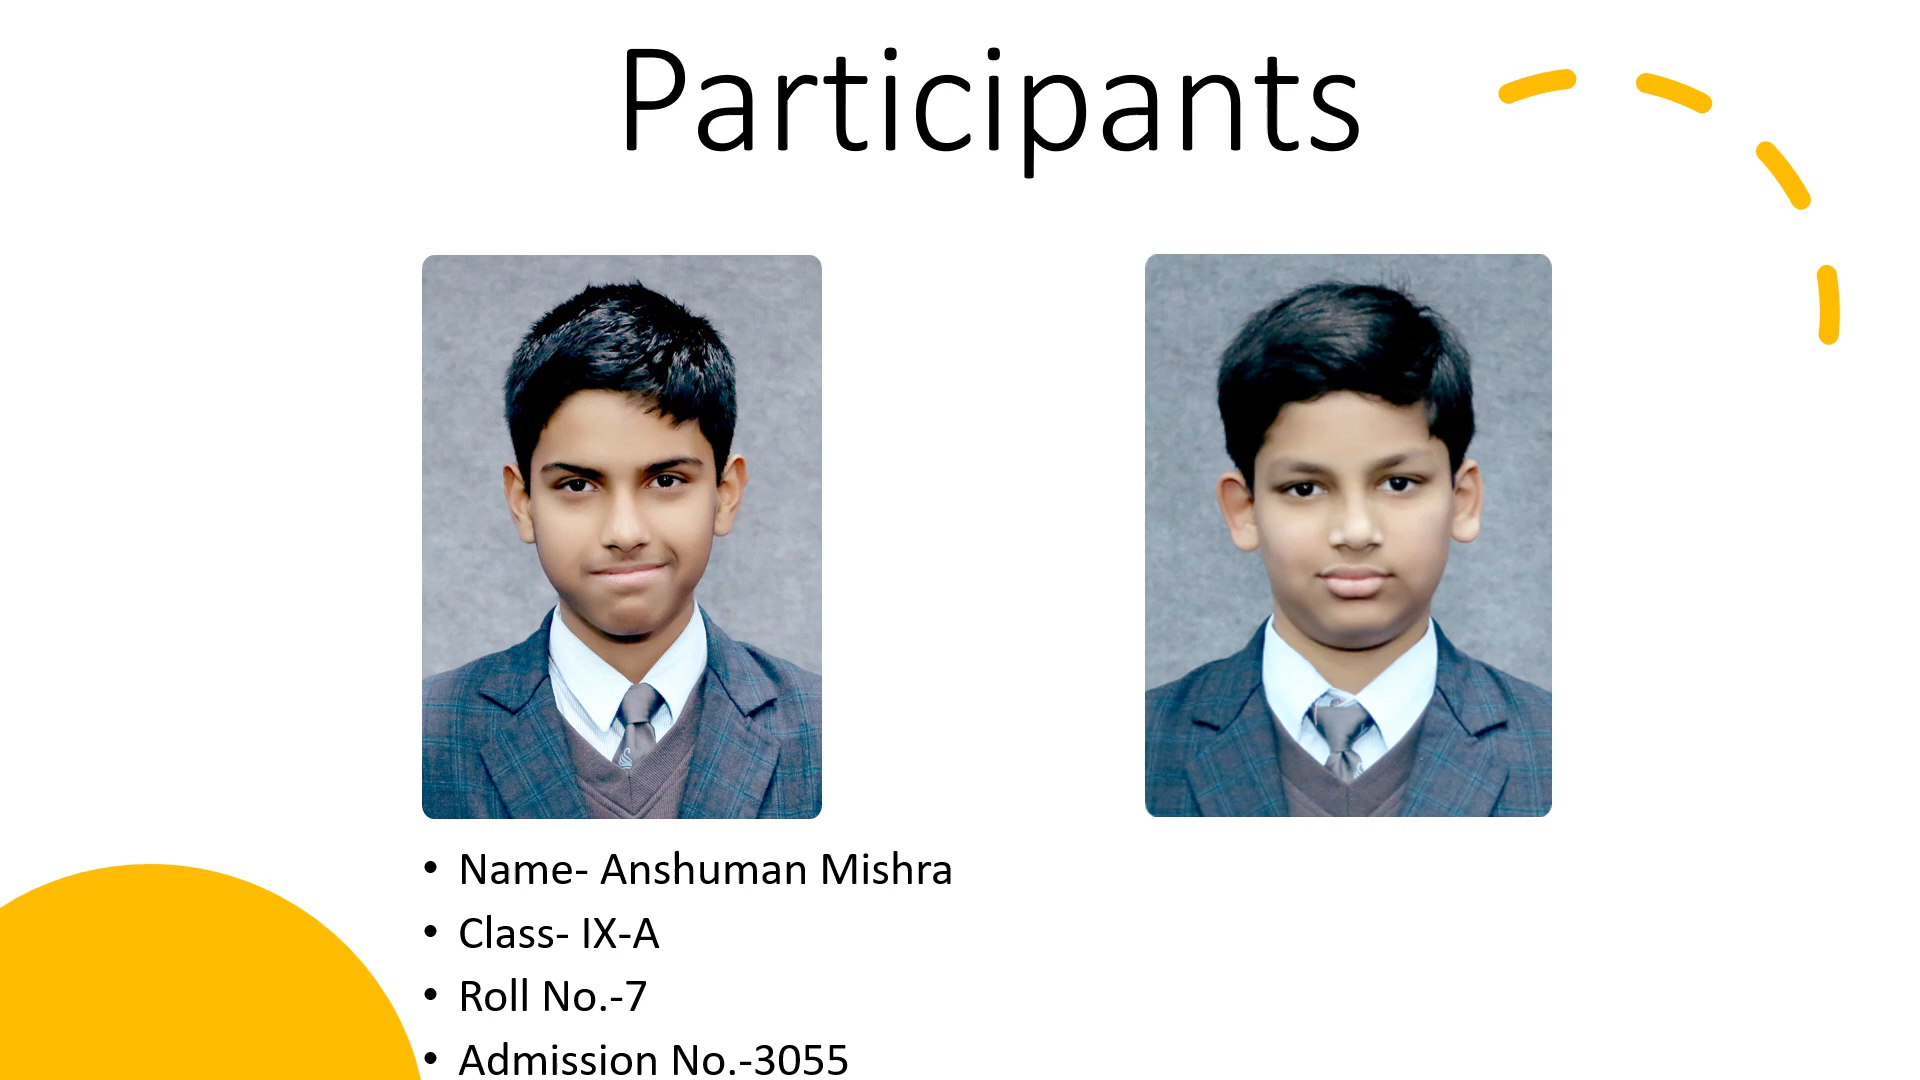 Participants
• Name- Anshuman Mishra
• Class- IX-A
• Roll No.-7
• Admission No.-3055